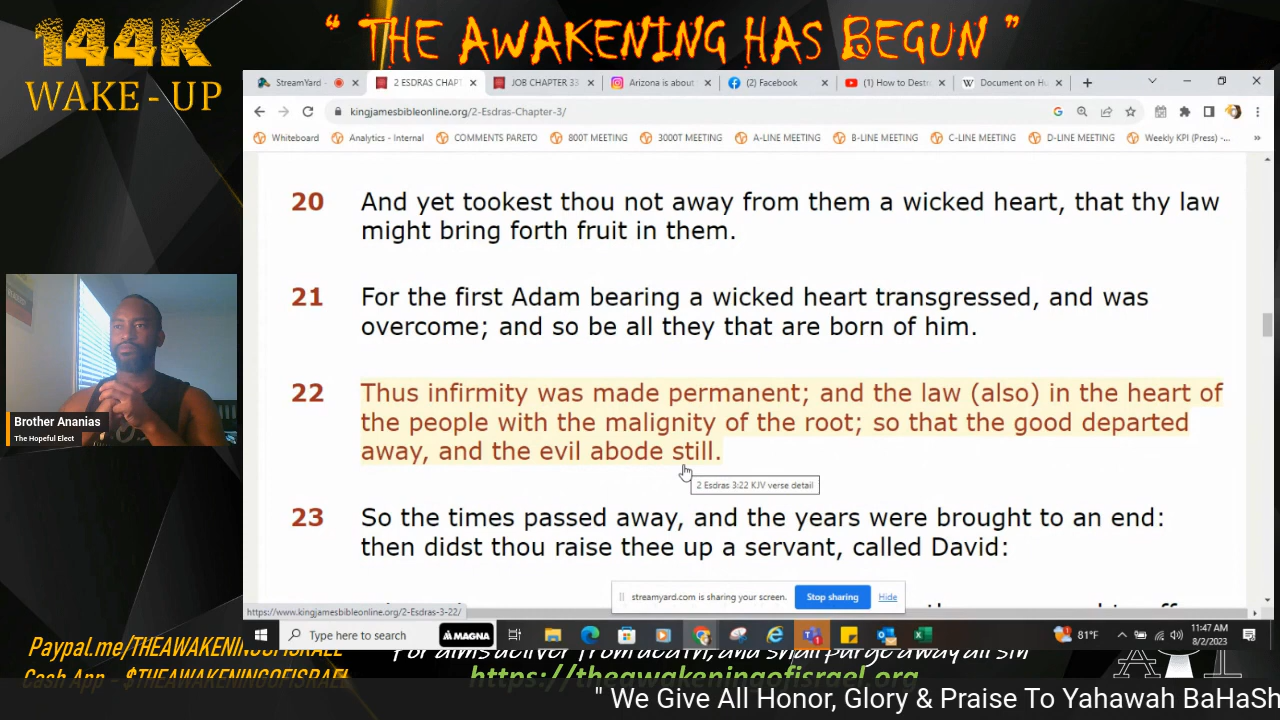 " THE AWAKENING HAS BEGUN "
144K
WAKE-UP
StreamYard -
2 ESDRAS CHAPT
JOB CHAPTER 33
Arizona is about
(2) Facebook
(1) How to Destr
Document on Hu
kingjamesbibleonline.org/2-Esdras-Chapter-3/
Whiteboard
Analytics - Internal
COMMENTS PARETO
800T MEETING
3000T MEETING
A-LINE MEETING
B-LINE MEETING
C-LINE MEETING
D-LINE MEETING
Weekly KPI (Press) -...
20 And yet tookest thou not away from them a wicked heart, that thy law
might bring forth fruit in them.
21 For the first Adam bearing a wicked heart transgressed, and was
overcome; and so be all they that are born of him.
22 Thus infirmity was made permanent; and the law (also) in the heart of
the people with the malignity of the root; so that the good departed
away, and the evil abode still.
2 Esdras 3:22 KJV verse detail
23 So the times passed away, and the years were brought to an end:
then didst thou raise thee up a servant, called David:
Brother Ananias
The Hopeful Elect
streamyard.com is sharing your screen.
Stop sharing
Hide
https://www.kingjamesbibleonline.org/2-Esdras-3-22/
Type here to search
MAGNA
81°F
11:47 AM
8/2/2023
Paypal.me/THEAWAKENINGOFISRAEL
Cash App - $THEAWAKENINGOFISRAEL
For alms deliver from death, and shall purge away all sin
https://theawakeningofisrael.org
" We Give All Honor, Glory & Praise To Yahawah BaHaSh